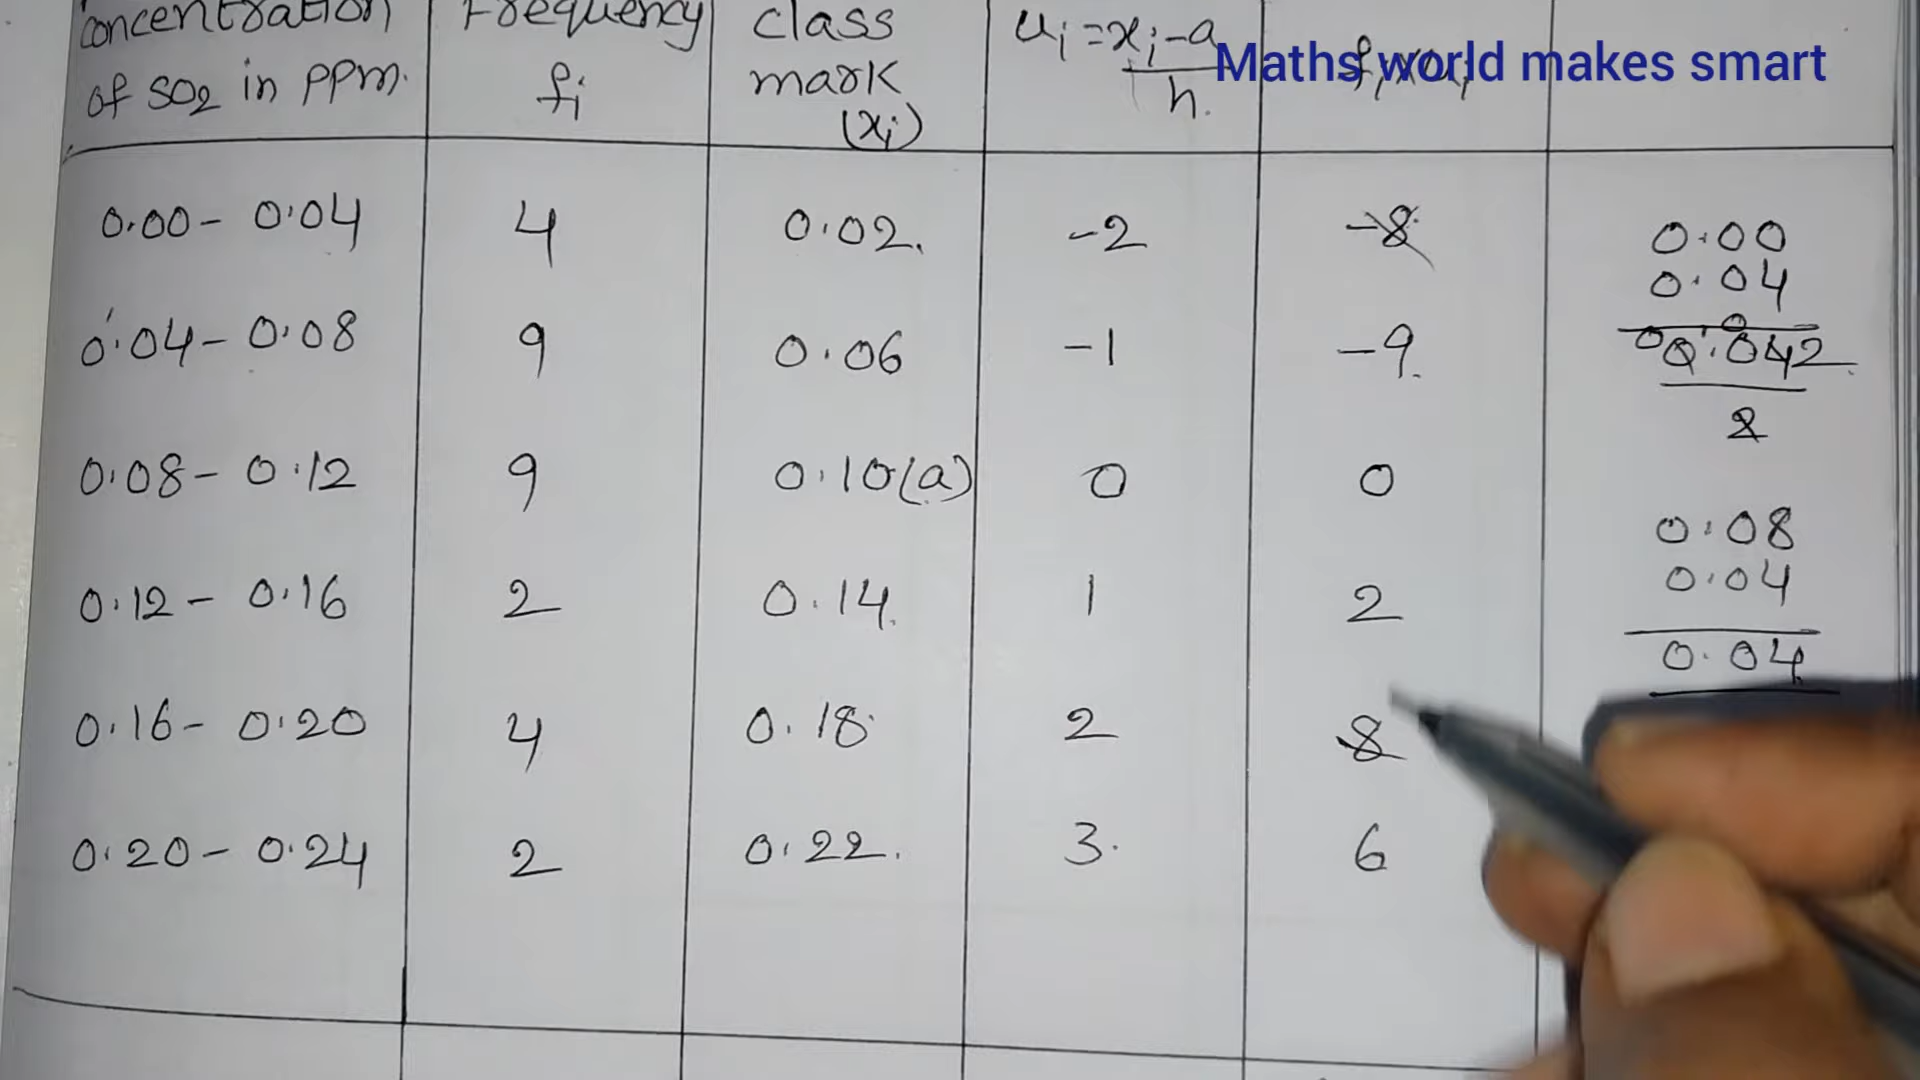 concentration of SO2 in PPM.
Frequency fi
class mark (xi)
ui = xi - a / h.
Maths world makes smart
0.00 - 0.04 4 0.02. -2 -8
0.04 - 0.08 9 0.06 -1 -9.
0.08 - 0.12 9 0.10(a) 0 0
0.12 - 0.16 2 0.14. 1 2
0.16 - 0.20 4 0.18. 2 8
0.20 - 0.24 2 0.22. 3. 6
0.00
0.04
2
0.08
0.04
0.04